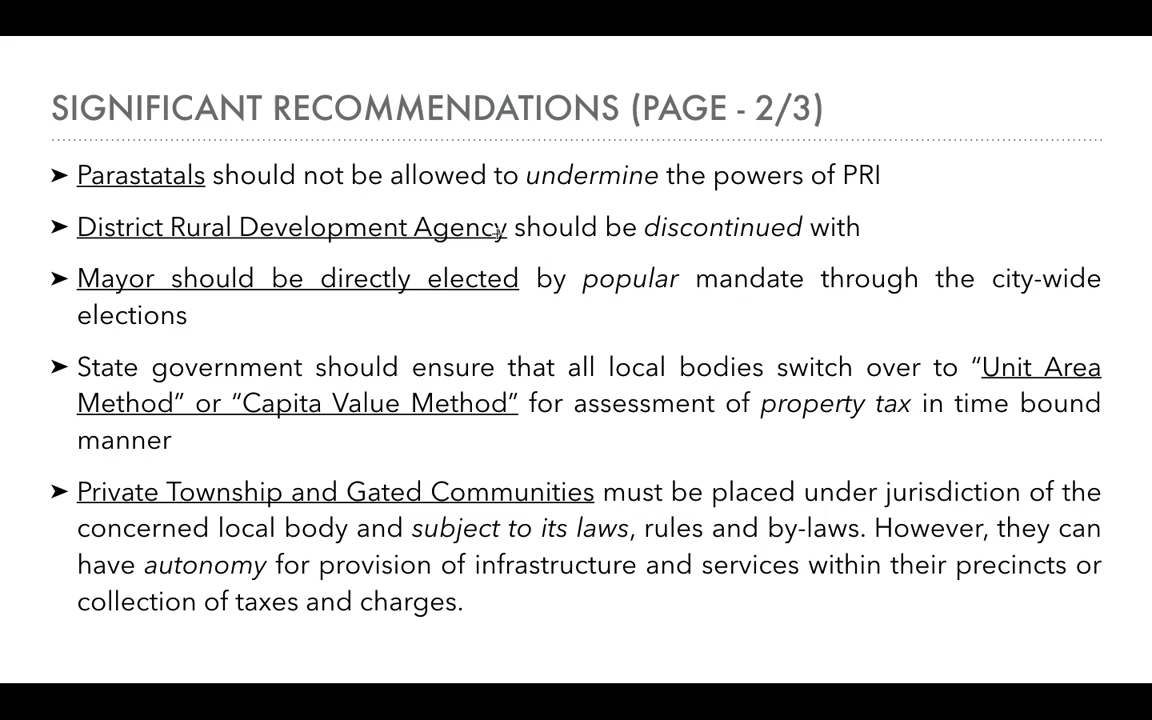 SIGNIFICANT RECOMMENDATIONS (PAGE - 2/3)
➤ Parastatals should not be allowed to undermine the powers of PRI
➤ District Rural Development Agency should be discontinued with
➤ Mayor should be directly elected by popular mandate through the city-wide
elections
➤ State government should ensure that all local bodies switch over to “Unit Area
Method” or “Capita Value Method” for assessment of property tax in time bound
manner
➤ Private Township and Gated Communities must be placed under jurisdiction of the
concerned local body and subject to its laws, rules and by-laws. However, they can
have autonomy for provision of infrastructure and services within their precincts or
collection of taxes and charges.